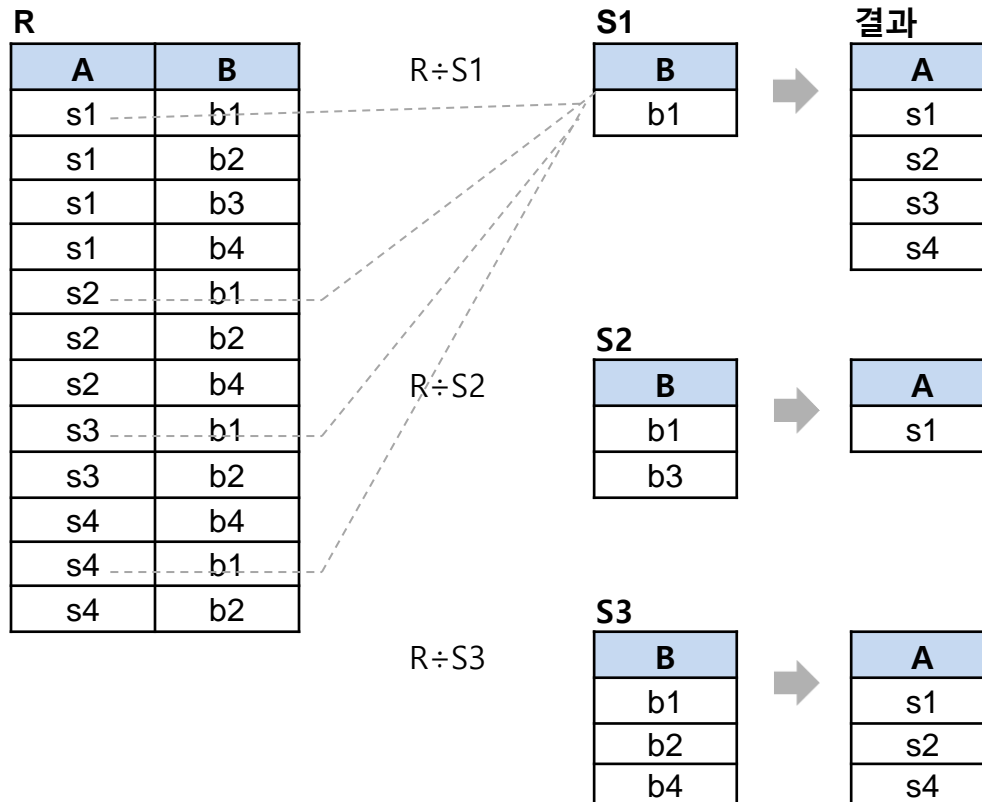 R
A B
s1 b1
s1 b2
s1 b3
s1 b4
s2 b1
s2 b2
s2 b4
s3 b1
s3 b2
s4 b4
s4 b1
s4 b2
R÷S1
S1
B
b1
결과
A
s1
s2
s3
s4
R÷S2
S2
B
b1
b3
A
s1
R÷S3
S3
B
b1
b2
b4
A
s1
s2
s4